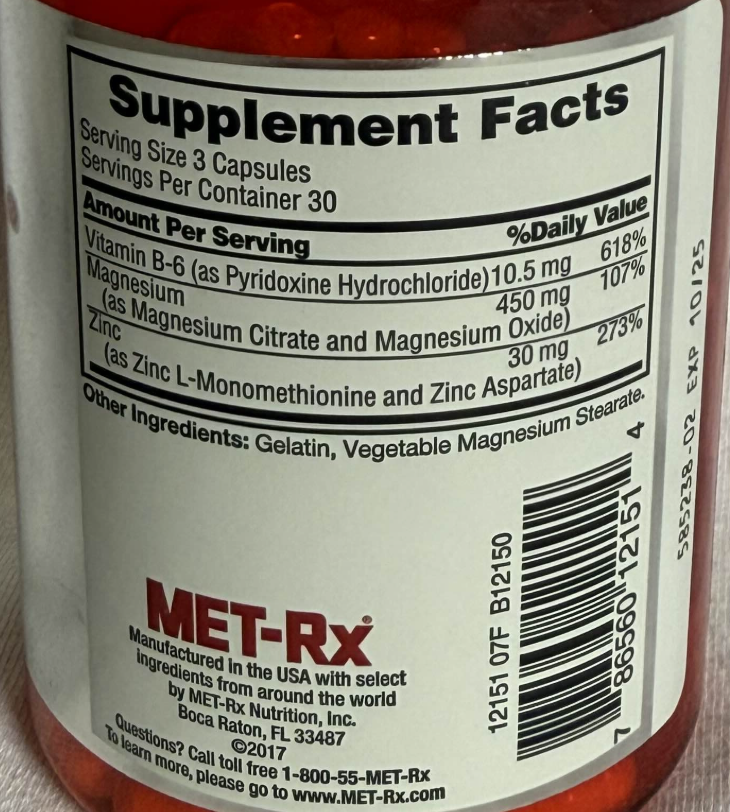 Supplement Facts
Serving Size 3 Capsules
Servings Per Container 30
Amount Per Serving %Daily Value
Vitamin B-6 (as Pyridoxine Hydrochloride) 10.5 mg 618%
Magnesium 450 mg 107%
(as Magnesium Citrate and Magnesium Oxide)
Zinc 30 mg 273%
(as Zinc L-Monomethionine and Zinc Aspartate)
Other Ingredients: Gelatin, Vegetable Magnesium Stearate.
MET-Rx®
Manufactured in the USA with select
ingredients from around the world
by MET-Rx Nutrition, Inc.
Boca Raton, FL 33487
©2017
Questions? Call toll free 1-800-55-MET-Rx
To learn more, please go to www.MET-Rx.com
12151 07F B12150
7 86560 12151 4
585238-02 EXP 10/25